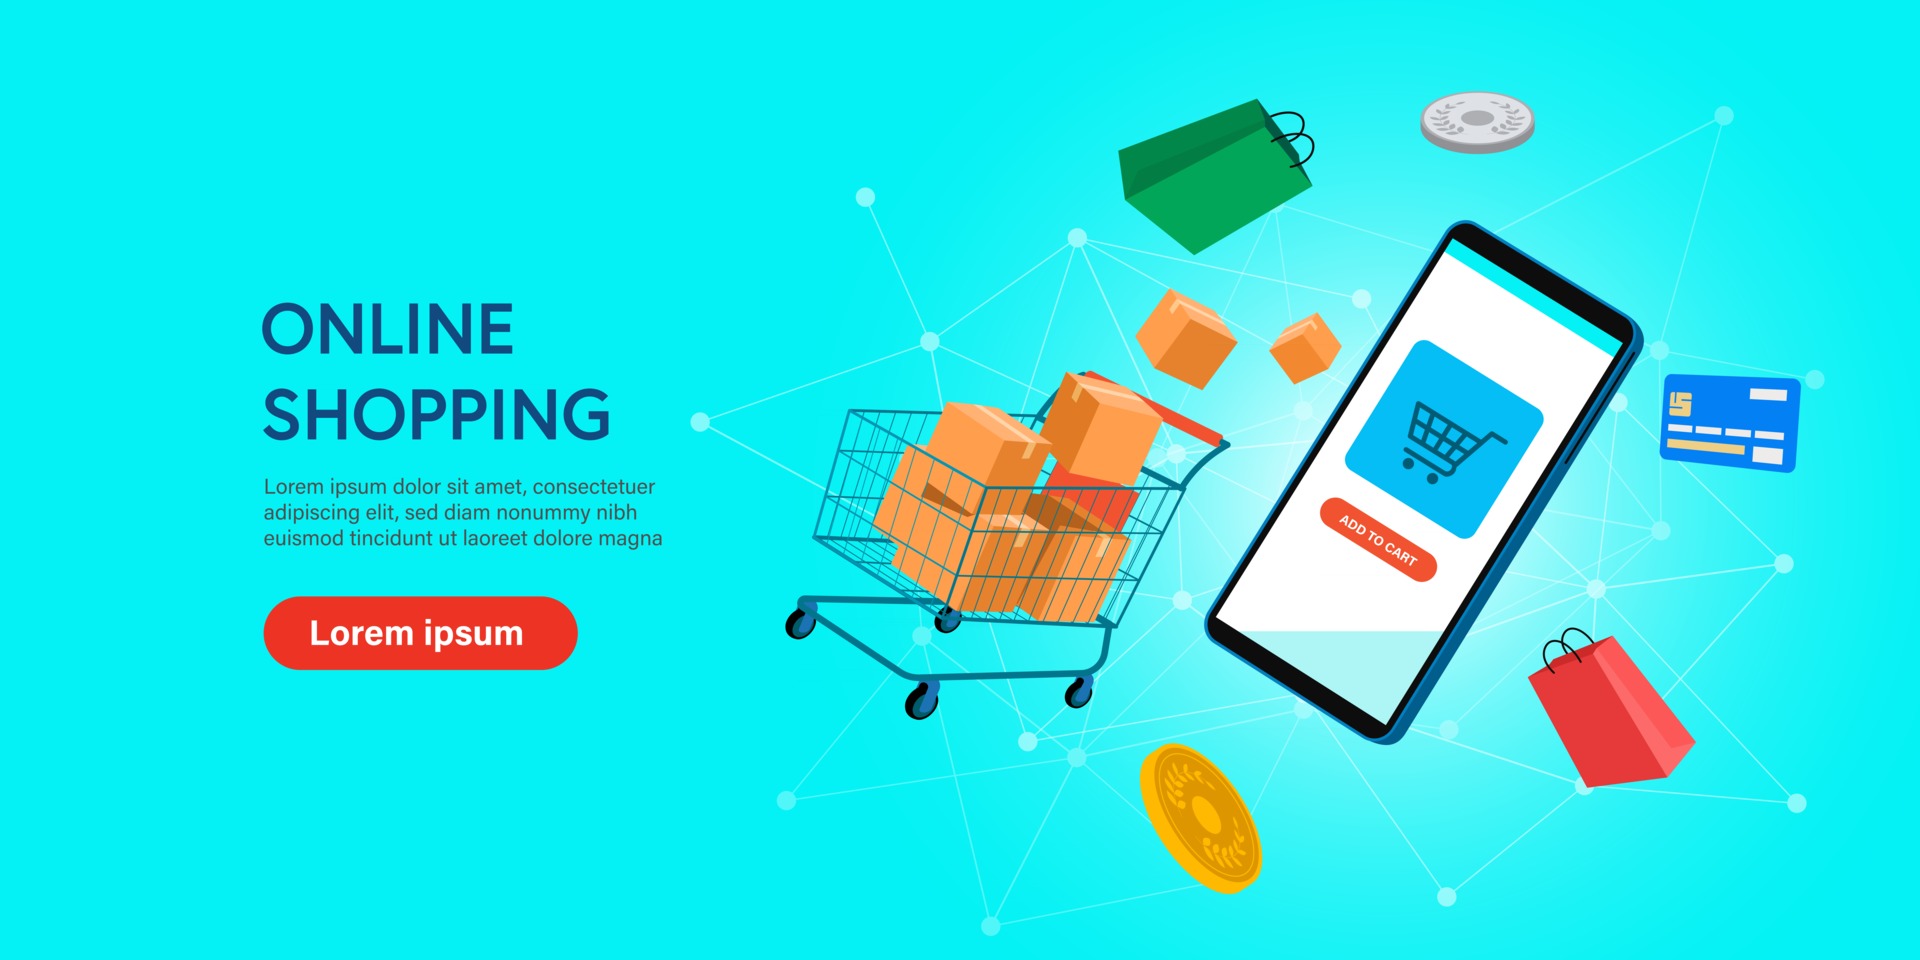 ONLINE
SHOPPING
Lorem ipsum dolor sit amet, consectetuer
adipiscing elit, sed diam nonummy nibh
euismod tincidunt ut laoreet dolore magna
Lorem ipsum
ADD TO CART